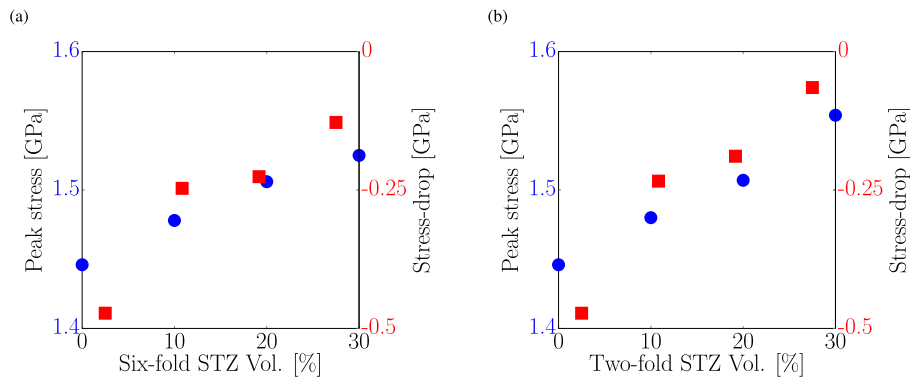 (a)
1.6
1.5
1.4
Peak stress [GPa]
0
-0.25
-0.5
Stress-drop [GPa]
0
10
20
30
Six-fold STZ Vol. [%]
(b)
1.6
1.5
1.4
Peak stress [GPa]
0
-0.25
-0.5
Stress-drop [GPa]
0
10
20
30
Two-fold STZ Vol. [%]